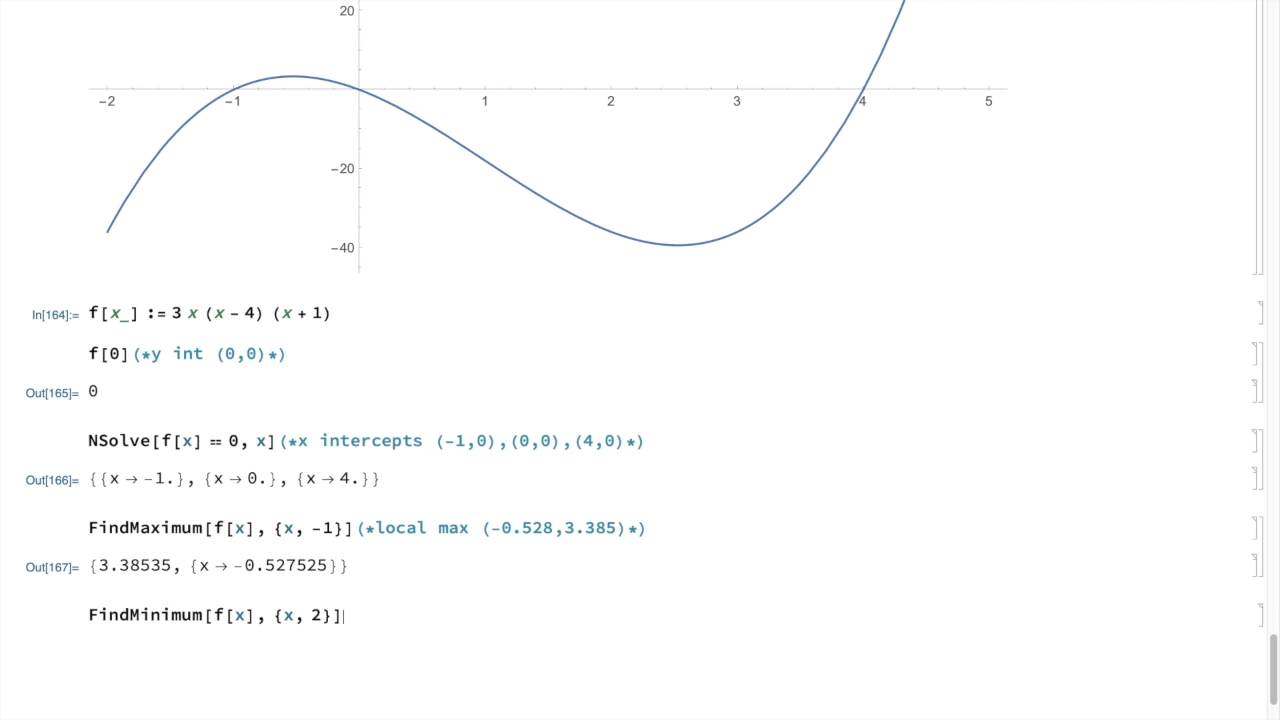 20
−2
−1
1
2
3
4
5
−20
−40
In[164]:= f[x_] := 3 x (x − 4) (x + 1)
f[0] (*y int (0,0)*)
Out[165]= 0
NSolve[f[x] == 0, x] (*x intercepts (-1,0),(0,0),(4,0)*)
Out[166]= {{x → −1.}, {x → 0.}, {x → 4.}}
FindMaximum[f[x], {x, −1}] (*local max (-0.528,3.385)*)
Out[167]= {3.38535, {x → −0.527525}}
FindMinimum[f[x], {x, 2}]